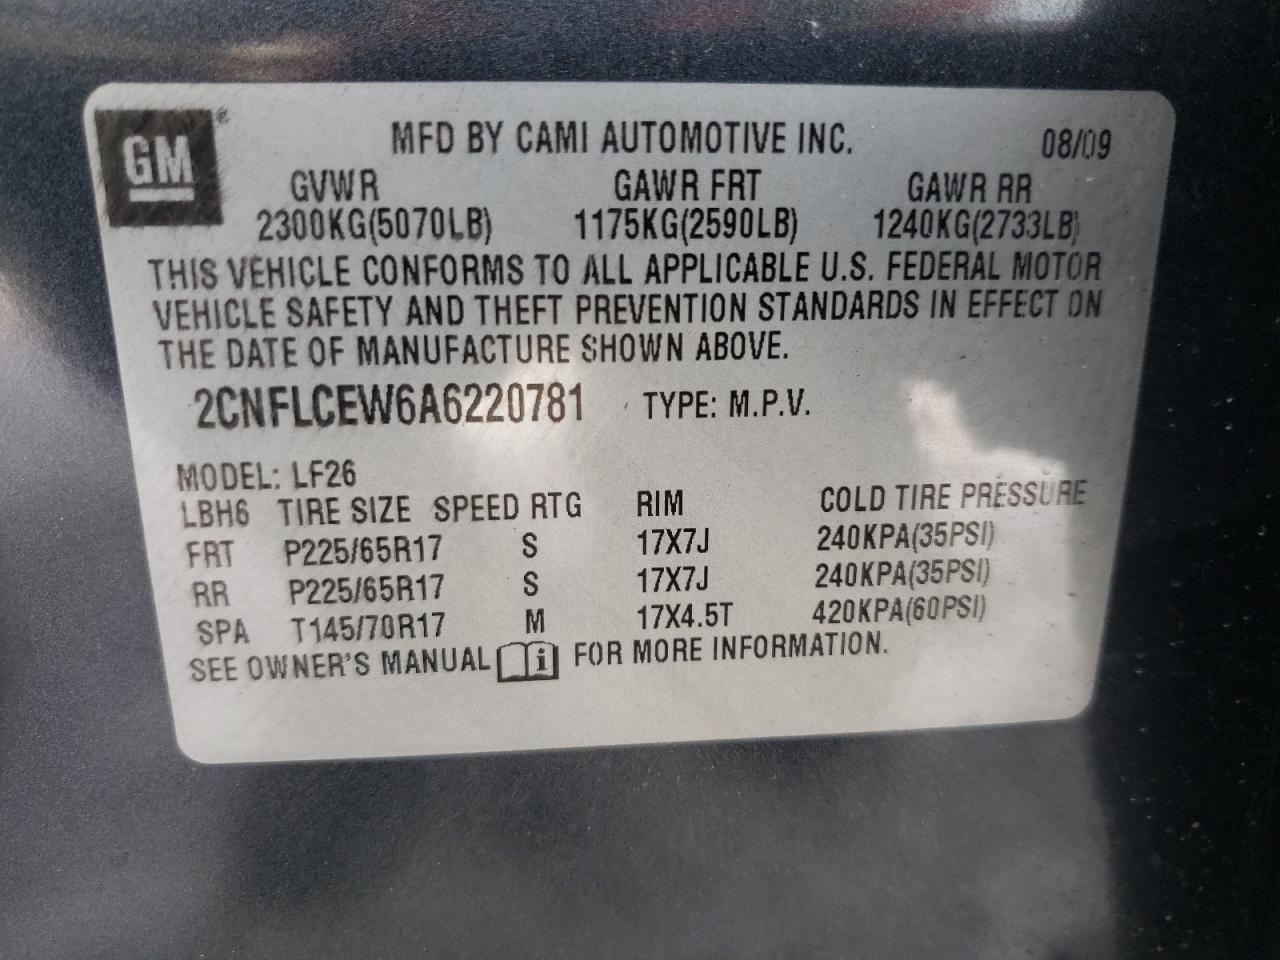 GM®
MFD BY CAMI AUTOMOTIVE INC. 08/09
GVWR GAWR FRT GAWR RR
2300KG(5070LB) 1175KG(2590LB) 1240KG(2733LB)
THIS VEHICLE CONFORMS TO ALL APPLICABLE U.S. FEDERAL MOTOR
VEHICLE SAFETY AND THEFT PREVENTION STANDARDS IN EFFECT ON
THE DATE OF MANUFACTURE SHOWN ABOVE.
2CNFLCEW6A6220781 TYPE: M.P.V.
MODEL: LF26
LBH6 TIRE SIZE SPEED RTG RIM COLD TIRE PRESSURE
FRT P225/65R17 S 17X7J 240KPA(35PSI)
RR P225/65R17 S 17X7J 240KPA(35PSI)
SPA T145/70R17 M 17X4.5T 420KPA(60PSI)
SEE OWNER'S MANUAL i FOR MORE INFORMATION.